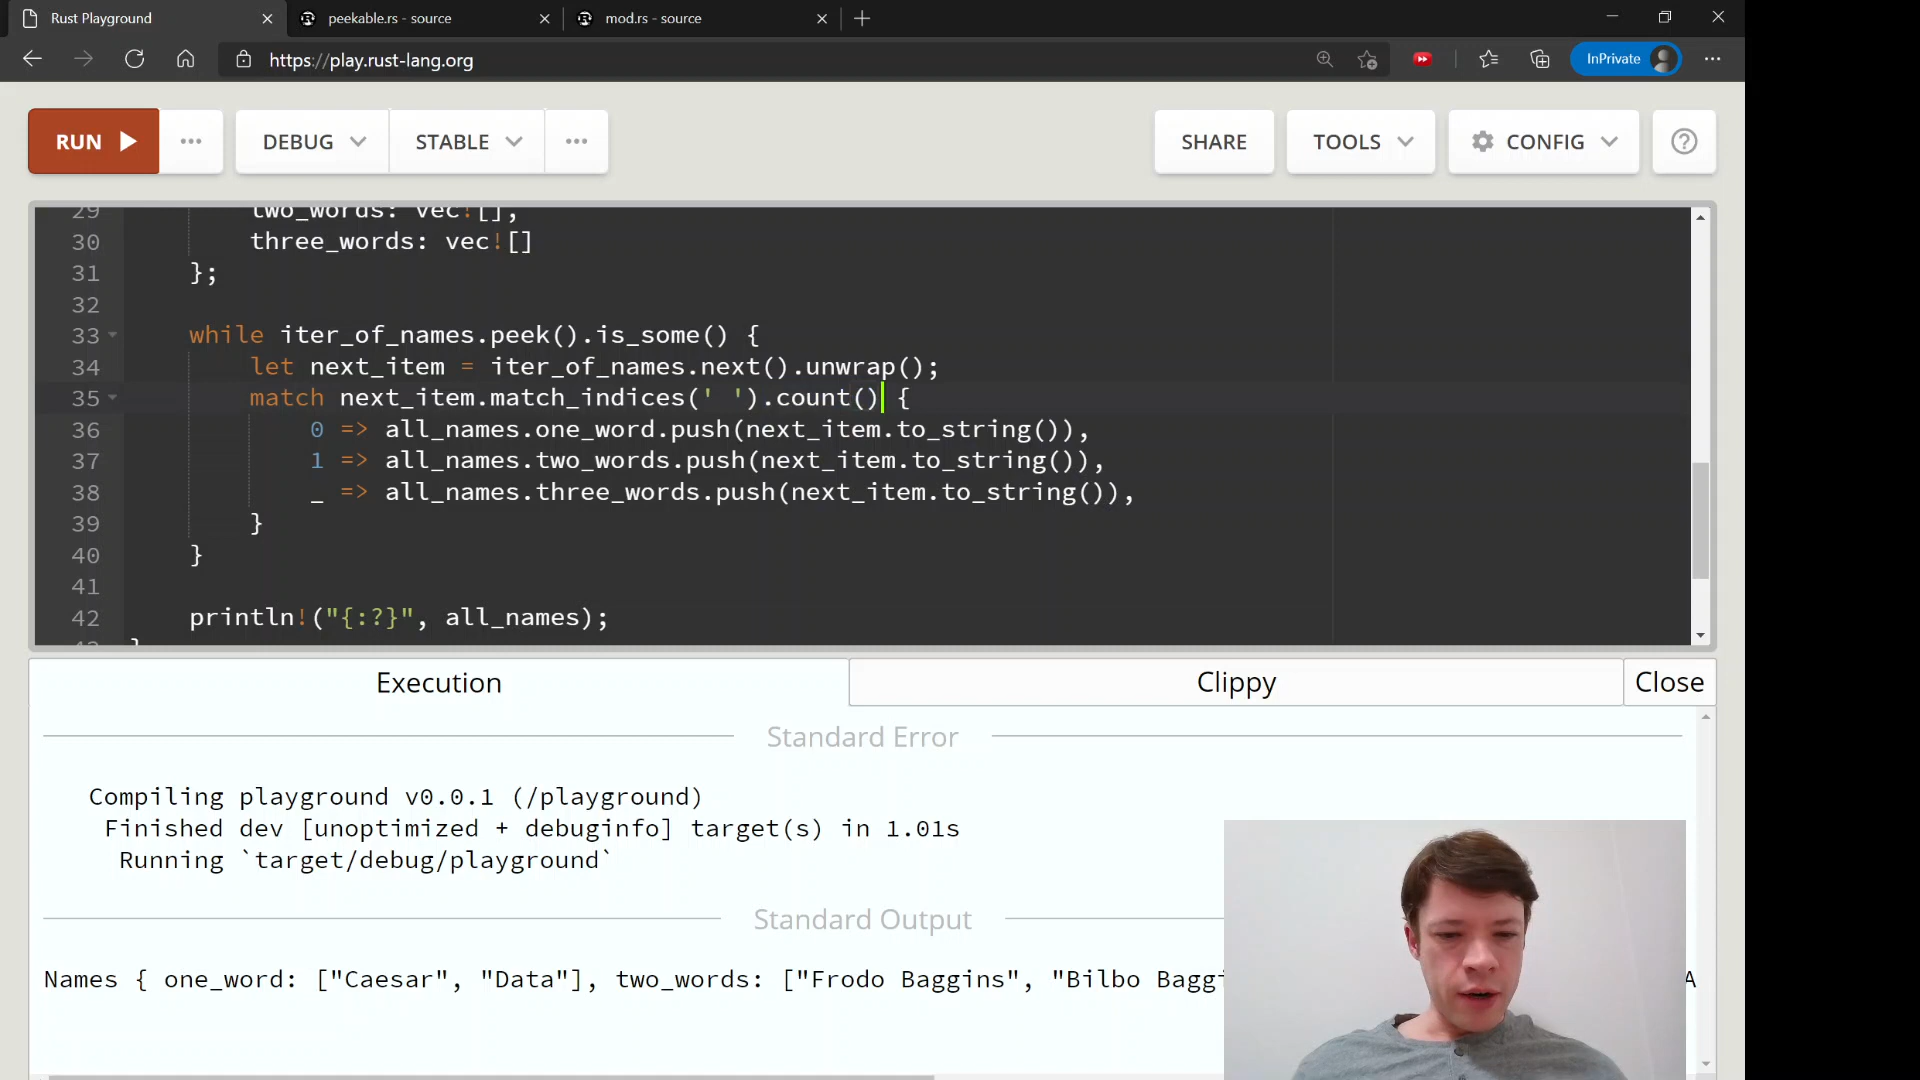 Rust Playground
peekable.rs - source
mod.rs - source
https://play.rust-lang.org
InPrivate
RUN
DEBUG
STABLE
SHARE
TOOLS
CONFIG
29 two_words: vec![],
30 three_words: vec![]
31 };
32
33 while iter_of_names.peek().is_some() {
34 let next_item = iter_of_names.next().unwrap();
35 match next_item.match_indices(' ').count() {
36 0 => all_names.one_word.push(next_item.to_string()),
37 1 => all_names.two_words.push(next_item.to_string()),
38 _ => all_names.three_words.push(next_item.to_string()),
39 }
40 }
41
42 println!("{:?}", all_names);
Execution
Clippy
Close
Standard Error
Compiling playground v0.0.1 (/playground)
Finished dev [unoptimized + debuginfo] target(s) in 1.01s
Running `target/debug/playground`
Standard Output
Names { one_word: ["Caesar", "Data"], two_words: ["Frodo Baggins", "Bilbo Baggi